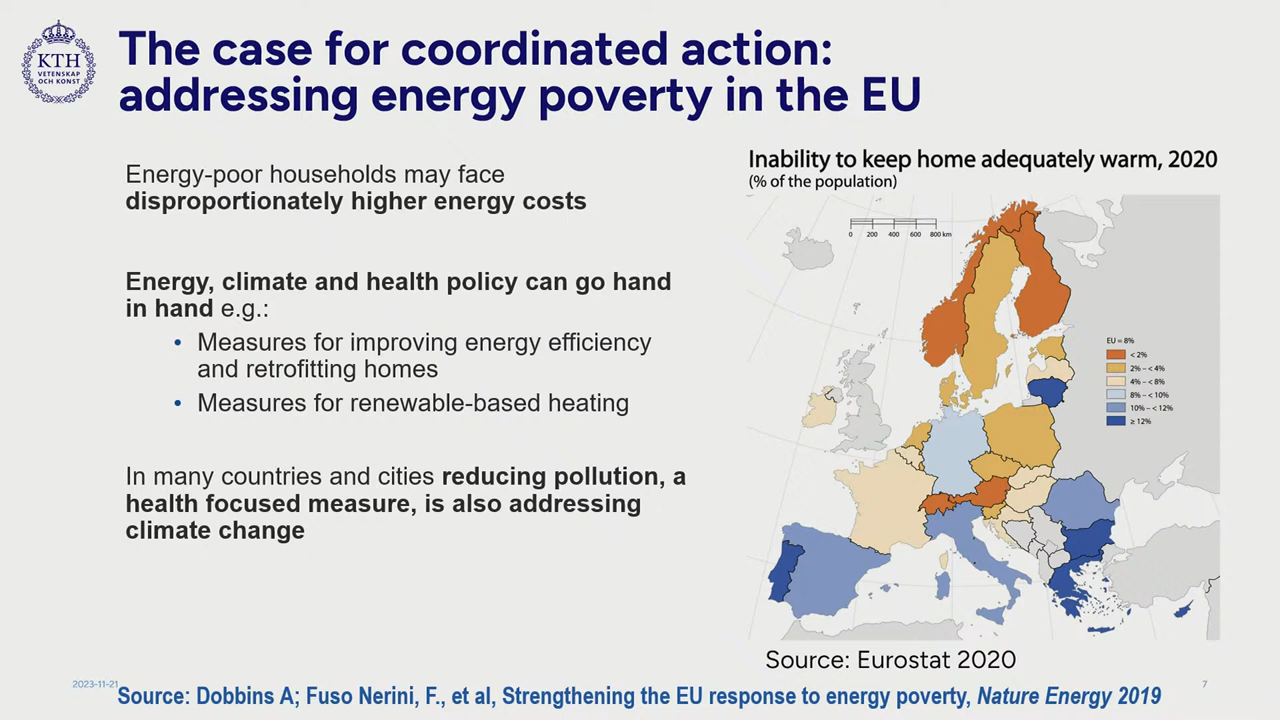 KTH
VETENSKAP
OCH KONST
The case for coordinated action:
addressing energy poverty in the EU
Energy-poor households may face
disproportionately higher energy costs
Energy, climate and health policy can go hand
in hand e.g.:
• Measures for improving energy efficiency
and retrofitting homes
• Measures for renewable-based heating
In many countries and cities reducing pollution, a
health focused measure, is also addressing
climate change
Inability to keep home adequately warm, 2020
(% of the population)
0 200 400 600 800 km
EU = 8%
< 2%
2% – < 4%
4% – < 8%
8% – < 10%
10% – < 12%
≥ 12%
Source: Eurostat 2020
2023-11-21
Source: Dobbins A; Fuso Nerini, F., et al, Strengthening the EU response to energy poverty, Nature Energy 2019
7